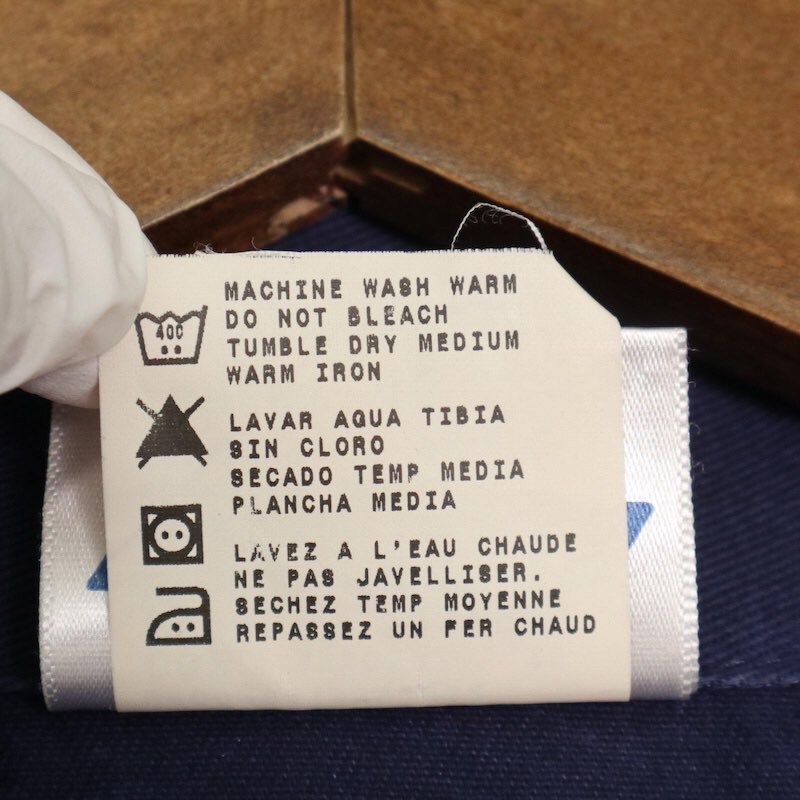 MACHINE WASH WARM
DO NOT BLEACH
TUMBLE DRY MEDIUM
WARM IRON
40C
LAVAR AQUA TIBIA
SIN CLORO
SECADO TEMP MEDIA
PLANCHA MEDIA
LAVEZ A L'EAU CHAUDE
NE PAS JAVELLISER.
SECHEZ TEMP MOYENNE
REPASSEZ UN FER CHAUD